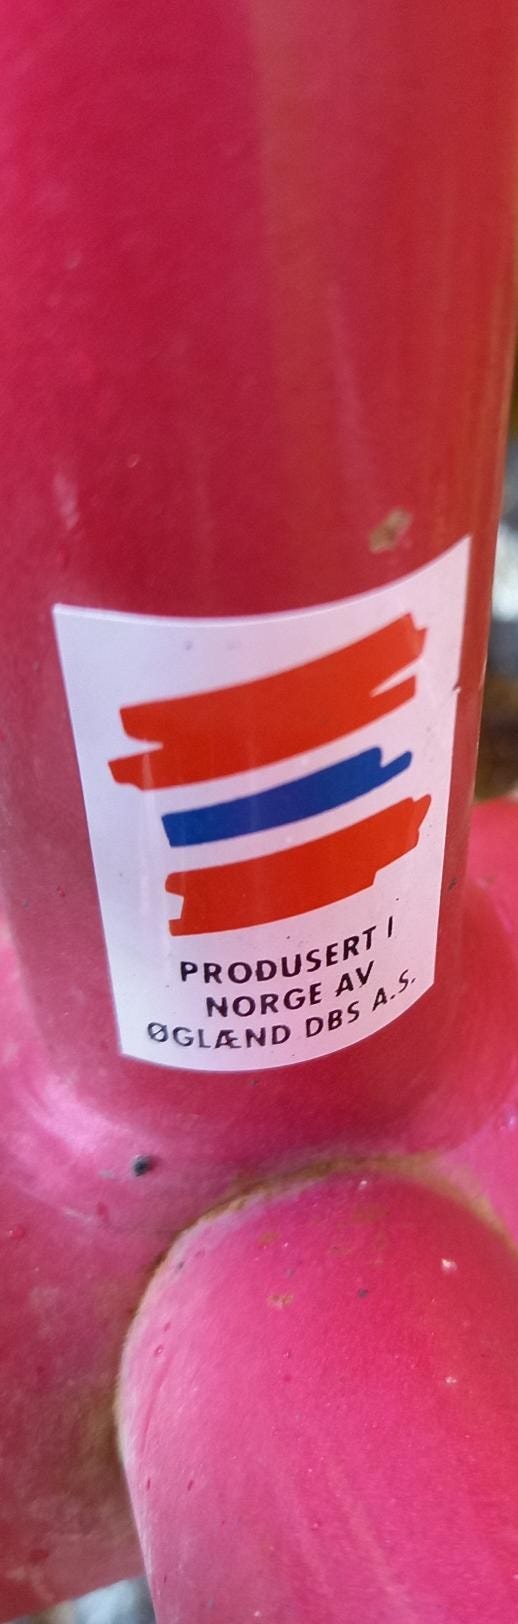 PRODUSERT I
NORGE AV
ØGLÆND DBS A.S.